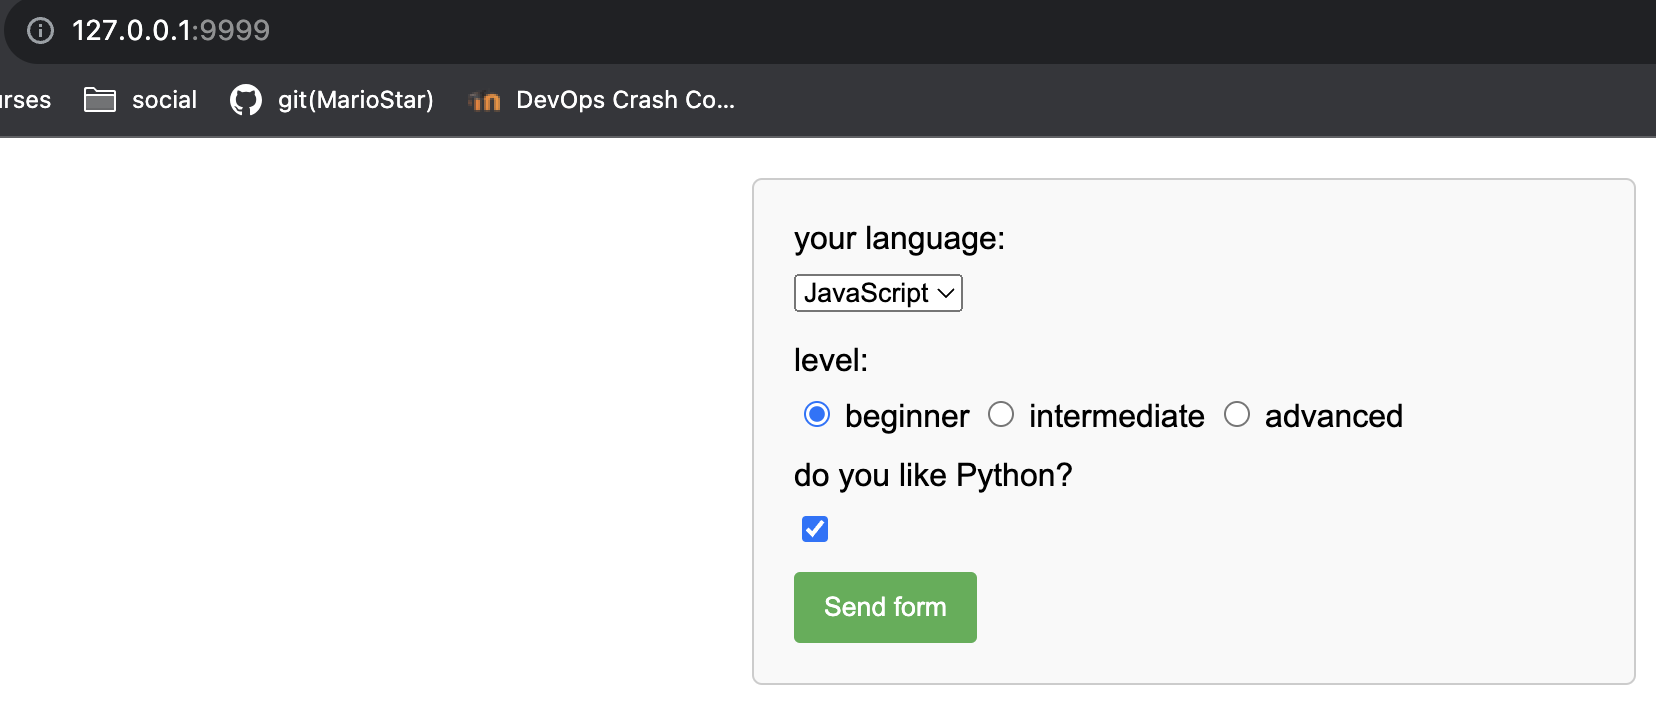 127.0.0.1:9999
social git(MarioStar) DevOps Crash Co...
your language:
JavaScript
level:
beginner intermediate advanced
do you like Python?
Send form